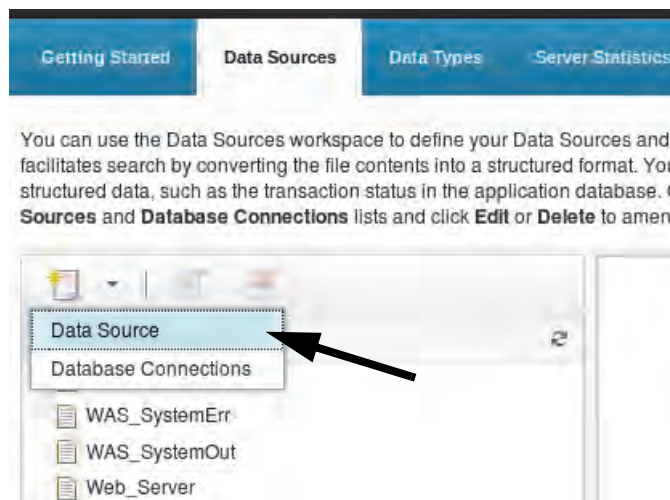 Getting Started Data Sources Data Types Server Statistics
You can use the Data Sources workspace to define your Data Sources and
facilitates search by converting the file contents into a structured format. You
structured data, such as the transaction status in the application database.
Sources and Database Connections lists and click Edit or Delete to amen
Data Source
Database Connections
WAS_SystemErr
WAS_SystemOut
Web_Server